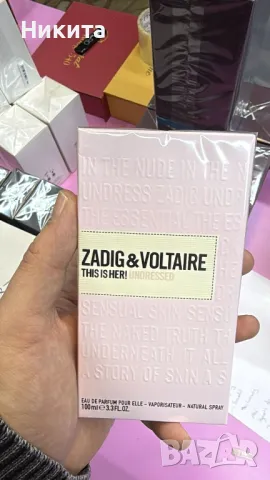 Никита
IN THE NUDE IN THE
UNDRESS ZADIG UND
THE ESSENTIAL THE ES
ZADIG & VOLTAIRE
THIS IS HER! UNDRESSED
SENSUAL SKIN SENSU
THE NAKED TRUTH TH
UNDERNEATH IT ALL
A STORY OF SKIN A S
EAU DE PARFUM POUR ELLE - VAPORISATEUR - NATURAL SPRAY
100 ml ℮ 3.3 FL.OZ.
bazar